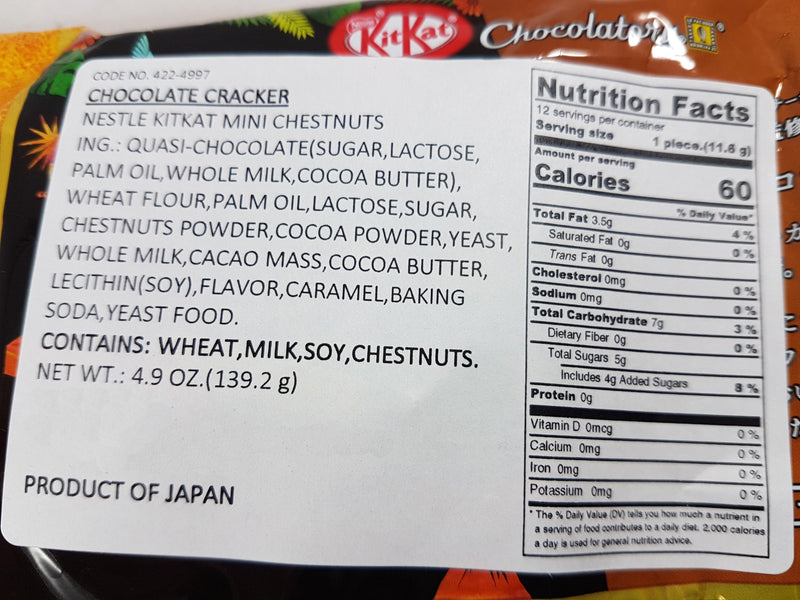 Nestle
KitKat
Chocolatory
CODE NO. 422-4997
CHOCOLATE CRACKER
NESTLE KITKAT MINI CHESTNUTS
ING.: QUASI-CHOCOLATE(SUGAR,LACTOSE,
PALM OIL,WHOLE MILK,COCOA BUTTER),
WHEAT FLOUR,PALM OIL,LACTOSE,SUGAR,
CHESTNUTS POWDER,COCOA POWDER,YEAST,
WHOLE MILK,CACAO MASS,COCOA BUTTER,
LECITHIN(SOY),FLAVOR,CARAMEL,BAKING
SODA,YEAST FOOD.
CONTAINS: WHEAT,MILK,SOY,CHESTNUTS.
NET WT.: 4.9 OZ.(139.2 g)
PRODUCT OF JAPAN
Nutrition Facts
12 servings per container
Serving size 1 piece.(11.6 g)
Amount per serving
Calories 60
% Daily Value*
Total Fat 3.5g 4 %
Saturated Fat 0g 0 %
Trans Fat 0g
Cholesterol 0mg 0 %
Sodium 0mg 0 %
Total Carbohydrate 7g 3 %
Dietary Fiber 0g 0 %
Total Sugars 5g
Includes 4g Added Sugars 8 %
Protein 0g
Vitamin D 0mcg 0 %
Calcium 0mg 0 %
Iron 0mg 0 %
Potassium 0mg 0 %
* The % Daily Value (DV) tells you how much a nutrient in
a serving of food contributes to a daily diet. 2,000 calories
a day is used for general nutrition advice.